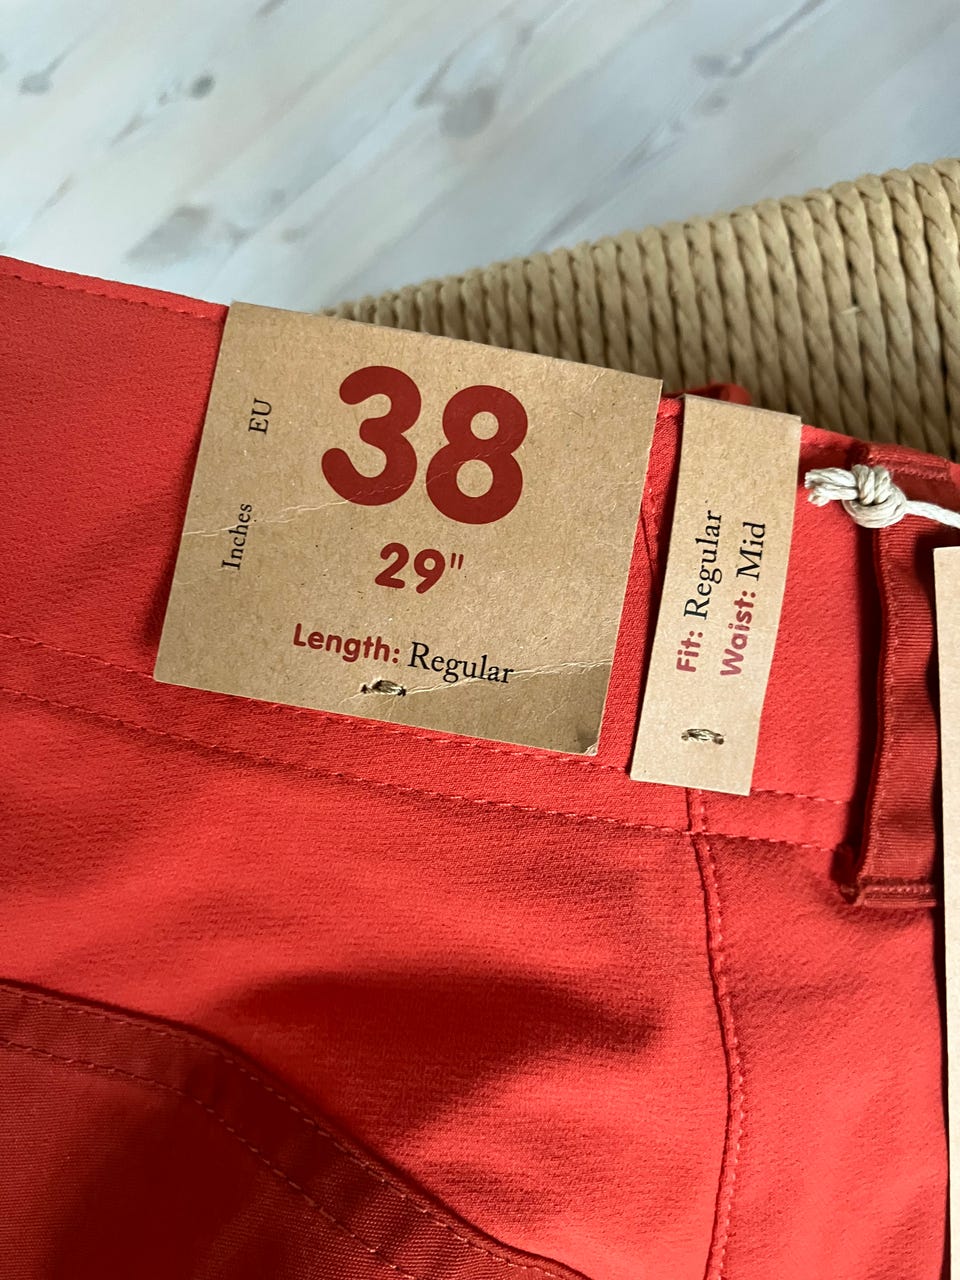 EU
38
Inches
29"
Length: Regular
Fit: Regular
Waist: Mid